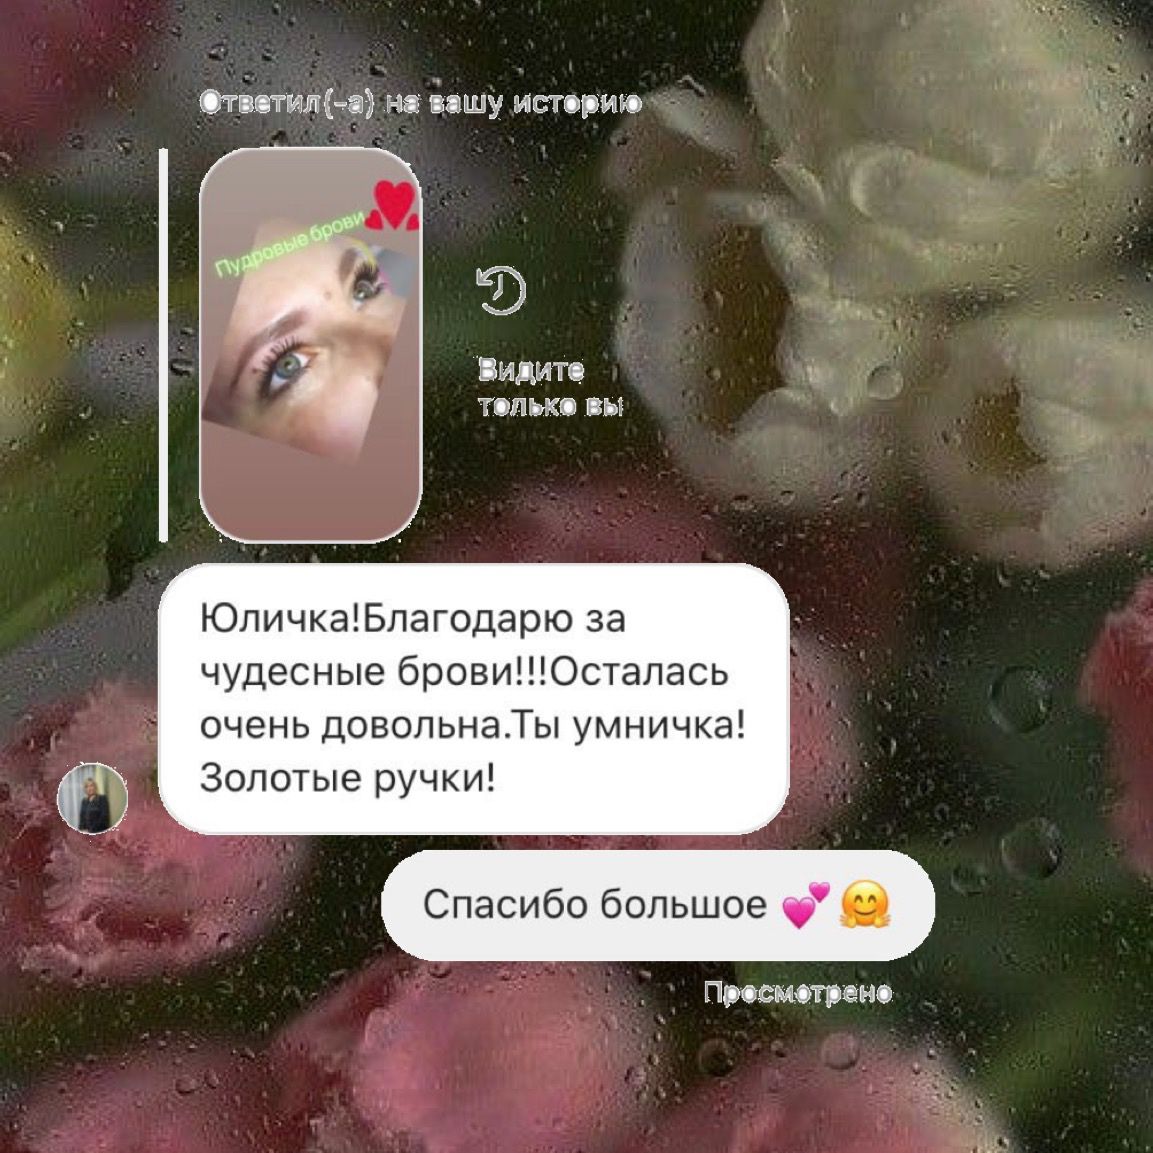 Ответил(-а) на вашу историю
Пудровые брови
Видите
только вы
Юличка!Благодарю за
чудесные брови!!!Осталась
очень довольна.Ты умничка!
Золотые ручки!
Спасибо большое 💕🤗
Просмотрено